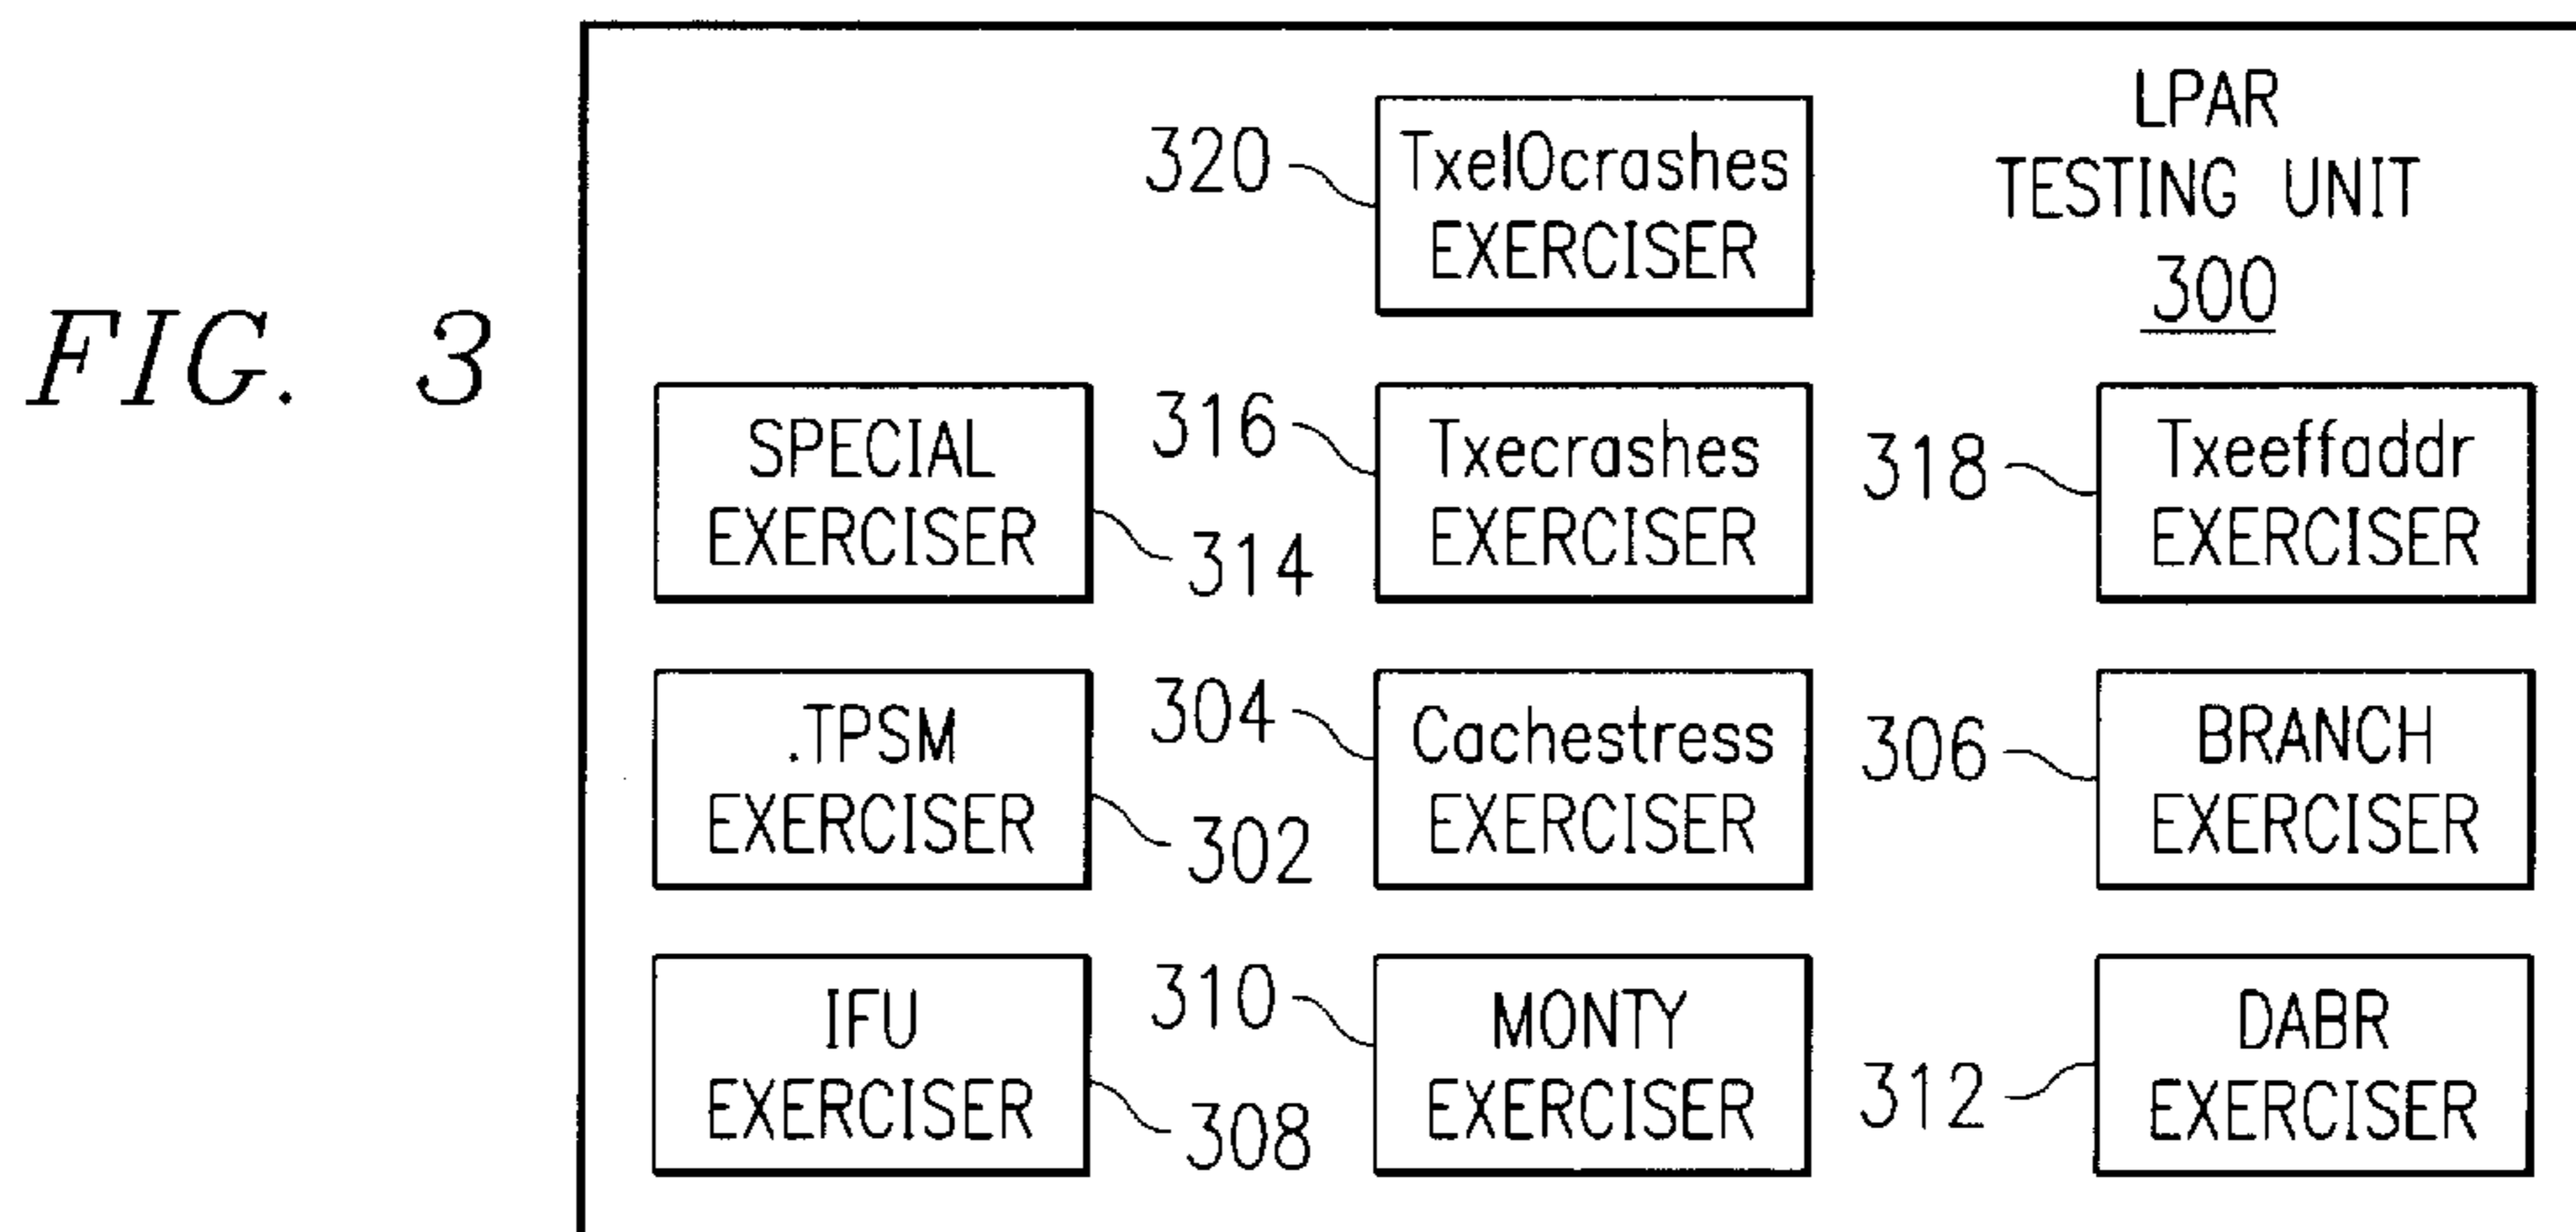 FIG. 3
LPAR
TESTING UNIT
300
320
Txel0crashes
EXERCISER
SPECIAL
EXERCISER
314
316
Txecrashes
EXERCISER
318
Txeeffaddr
EXERCISER
.TPSM
EXERCISER
302
304
Cachestress
EXERCISER
306
BRANCH
EXERCISER
IFU
EXERCISER
308
310
MONTY
EXERCISER
312
DABR
EXERCISER